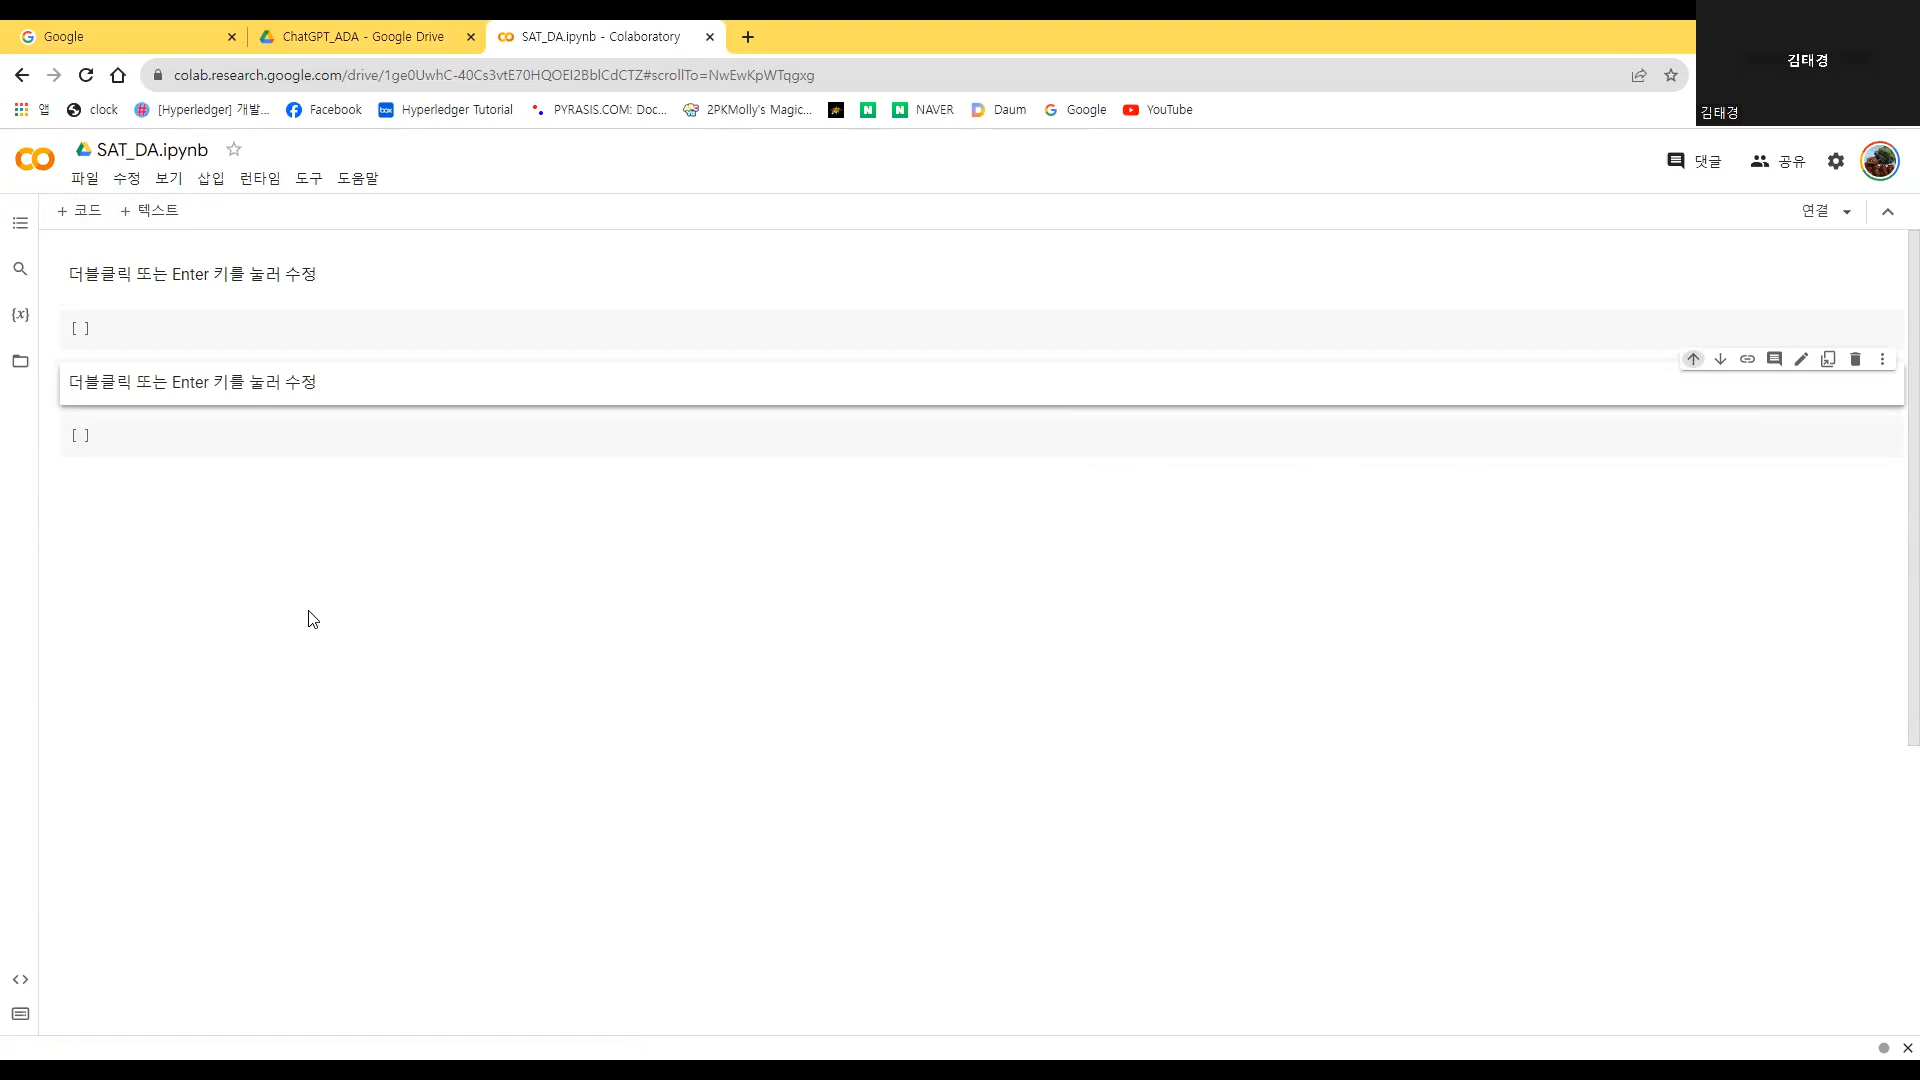 Google
ChatGPT_ADA - Google Drive
SAT_DA.ipynb - Colaboratory
김태경
colab.research.google.com/drive/1ge0UwhC-40Cs3vtE70HQOEI2BblCdCTZ#scrollTo=NwEwKpWTqgxg
김태경
앱
clock
[Hyperledger] 개발...
Facebook
box
Hyperledger Tutorial
PYRASIS.COM: Doc...
2PKMolly's Magic...
N
N
NAVER
D
Daum
Google
YouTube
SAT_DA.ipynb
댓글
공유
파일 수정 보기 삽입 런타임 도구 도움말
+ 코드 + 텍스트
연결
더블클릭 또는 Enter 키를 눌러 수정
{x}
[ ]
더블클릭 또는 Enter 키를 눌러 수정
[ ]